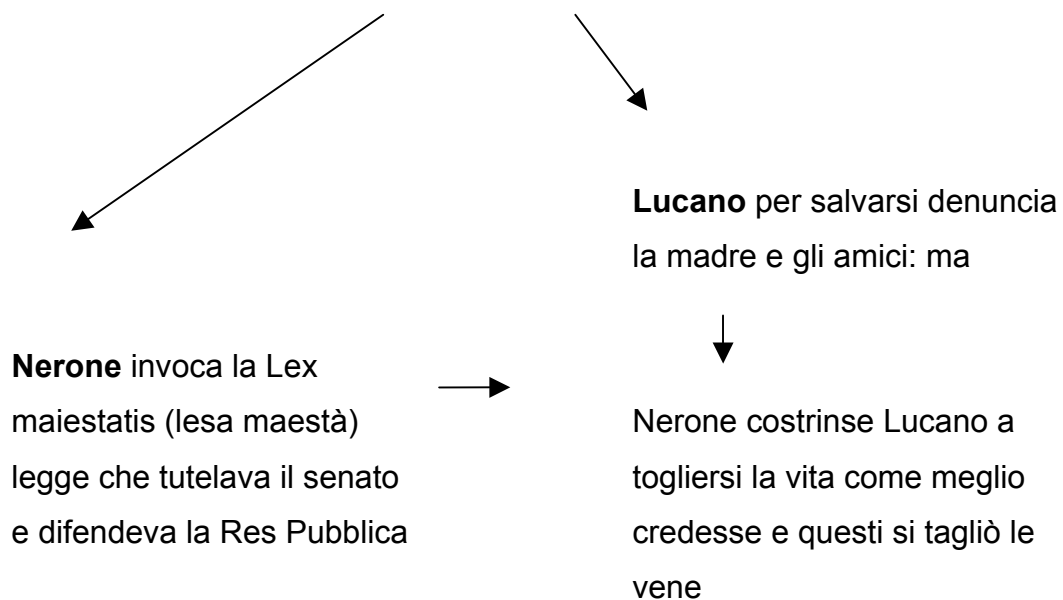 Lucano per salvarsi denuncia
la madre e gli amici: ma
Nerone invoca la Lex
maiestatis (lesa maestà)
legge che tutelava il senato
e difendeva la Res Pubblica
Nerone costrinse Lucano a
togliersi la vita come meglio
credesse e questi si tagliò le
vene